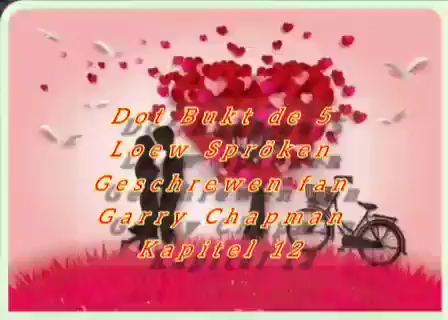 Dot Bukt de 5
Loew Spröken
Geschrewen fan
Garry Chapman
Kapitel 12